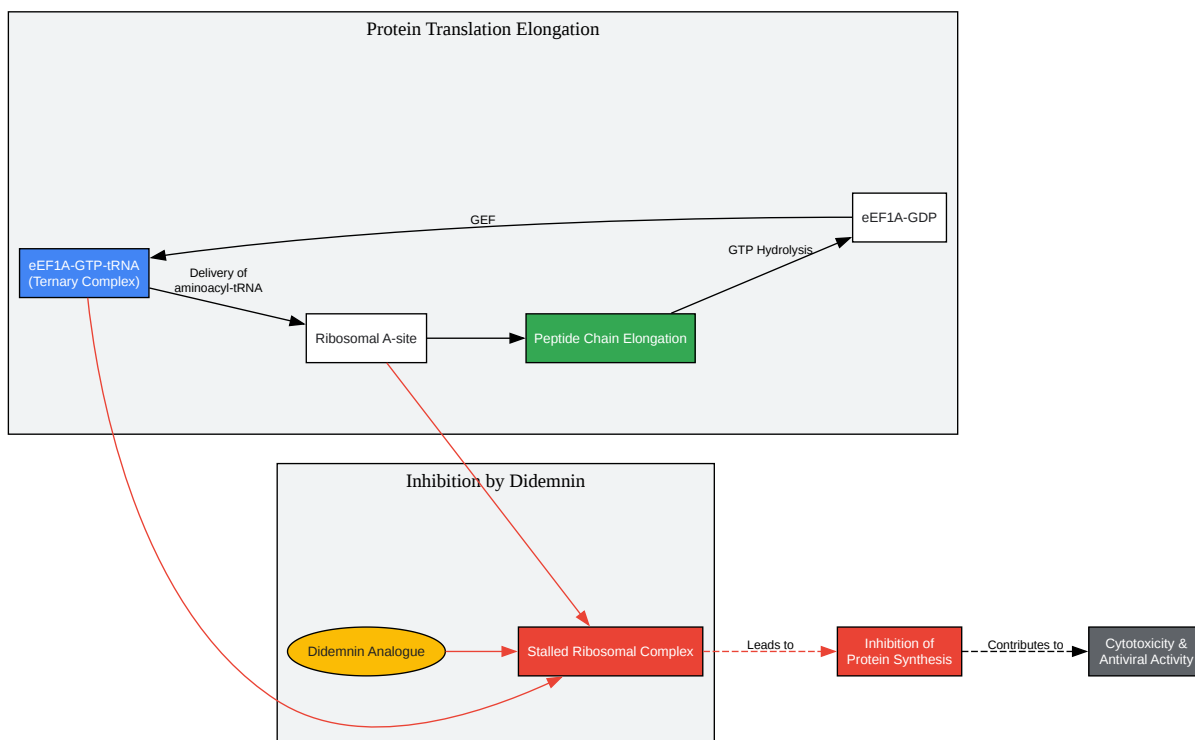 Protein Translation Elongation
eEF1A-GDP
GEF
GTP Hydrolysis
eEF1A-GTP-tRNA
(Ternary Complex)
Delivery of
aminoacyl-tRNA
Ribosomal A-site
Peptide Chain Elongation
Inhibition by Didemnin
Didemnin Analogue
Stalled Ribosomal Complex
Leads to
Inhibition of
Protein Synthesis
Contributes to
Cytotoxicity &
Antiviral Activity